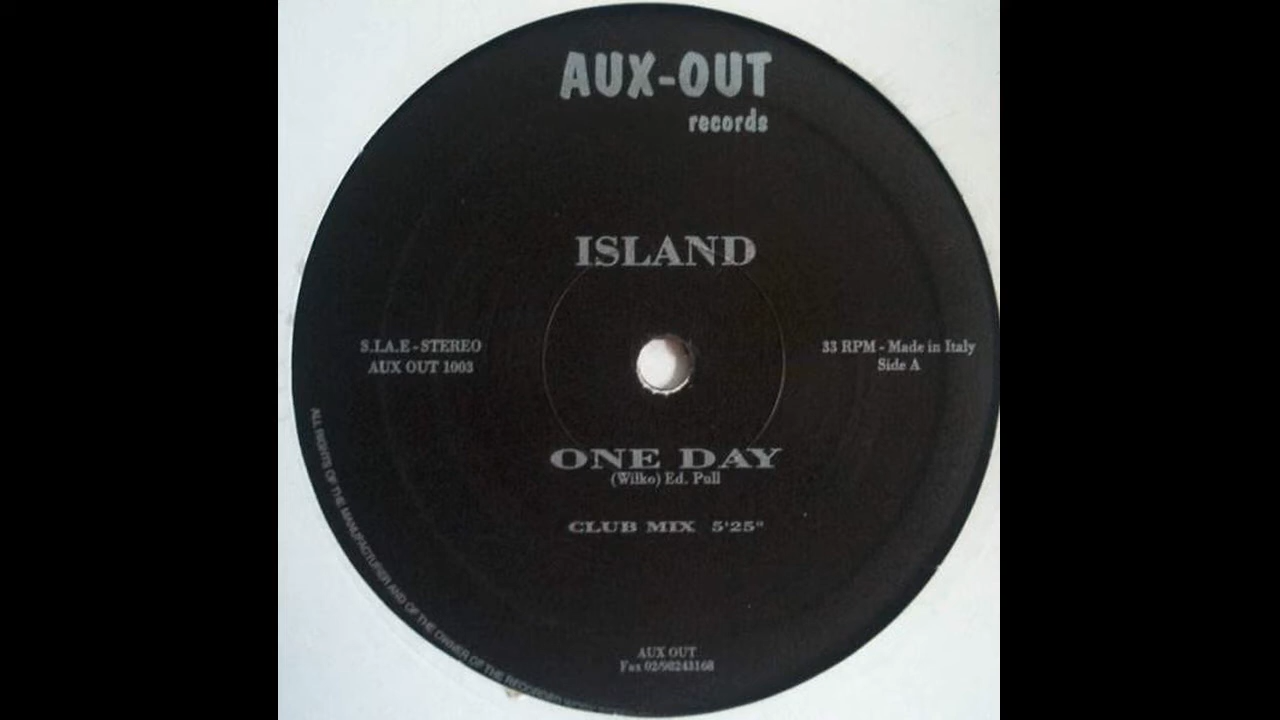 AUX-OUT
records
ISLAND
S.I.A.E - STEREO
AUX OUT 1003
33 RPM - Made in Italy
Side A
ONE DAY
(Wilko) Ed. Pull
CLUB MIX 5'25"
ALL RIGHTS OF THE MANUFACTURER AND OF THE OWNER OF THE RECORDED WORK
AUX OUT
Fax 02/98243168